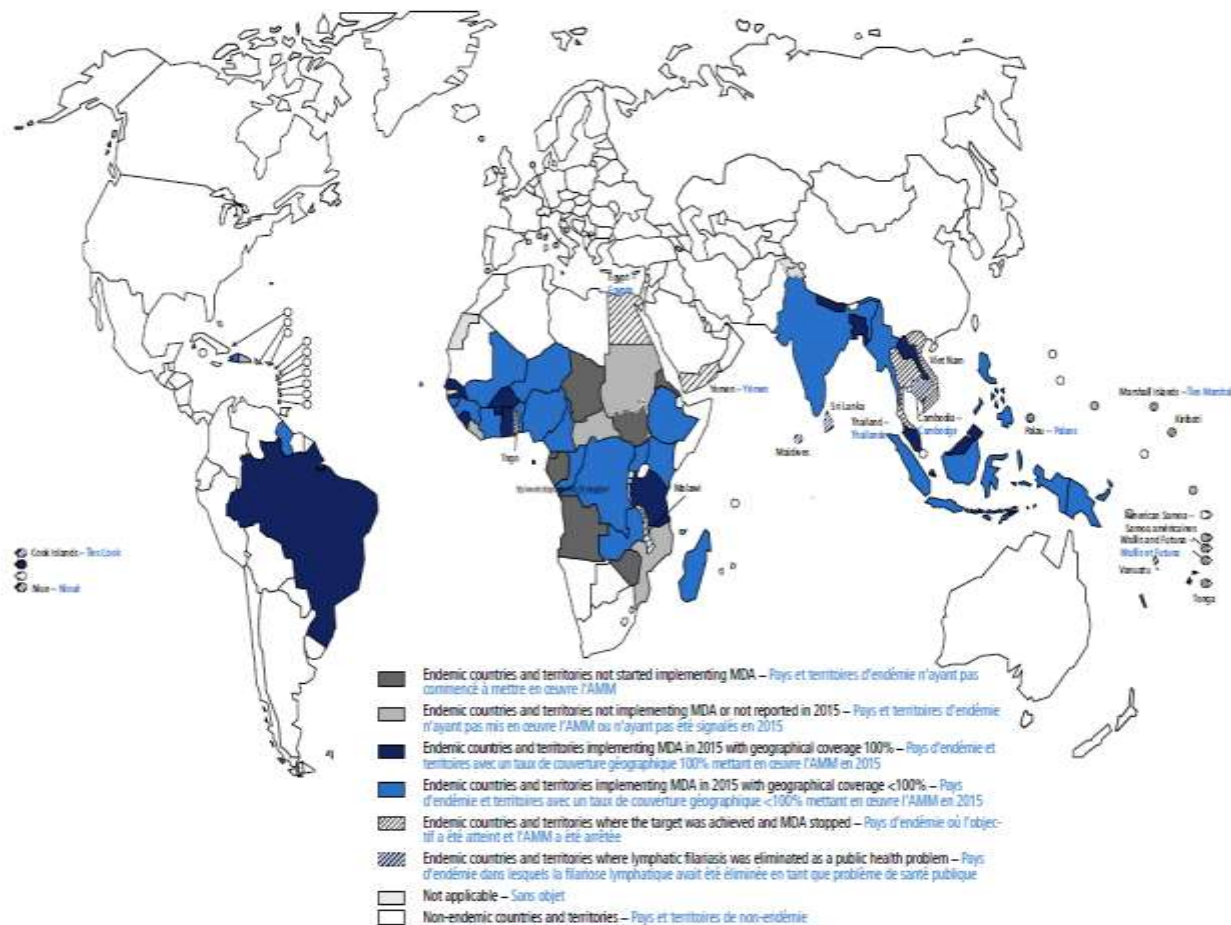 Egypt –
Yemen – Yémen
Viet Nam
Sri Lanka
Thailand –
Thaïlande
Cambodia –
Cambodge
Maldives
Palau – Palaos
Marshall Islands –
Kiribati
Togo
Malawi
American Samoa –
Samoa américaines
Wallis and Futuna –
Wallis et Futuna
Vanuatu
Tonga
Cook Islands – Îles Cook
Niue – Nioué
Endemic countries and territories not started implementing MDA – Pays et territoires d'endémie n'ayant pas
commencé à mettre en œuvre l'AMM
Endemic countries and territories not implementing MDA or not reported in 2015 – Pays et territoires d'endémie
n'ayant pas mis en œuvre l'AMM ou n'ayant pas été signalés en 2015
Endemic countries and territories implementing MDA in 2015 with geographical coverage 100% – Pays d'endémie et
territoires avec un taux de couverture géographique 100% mettant en œuvre l'AMM en 2015
Endemic countries and territories implementing MDA in 2015 with geographical coverage <100% – Pays
d'endémie et territoires avec un taux de couverture géographique <100% mettant en œuvre l'AMM en 2015
Endemic countries and territories where the target was achieved and MDA stopped – Pays d'endémie où l'objec-
tif a été atteint et l'AMM a été arrêtée
Endemic countries and territories where lymphatic filariasis was eliminated as a public health problem – Pays
d'endémie dans lesquels la filariose lymphatique avait été éliminée en tant que problème de santé publique
Not applicable – Sans objet
Non-endemic countries and territories – Pays et territoires de non-endémie